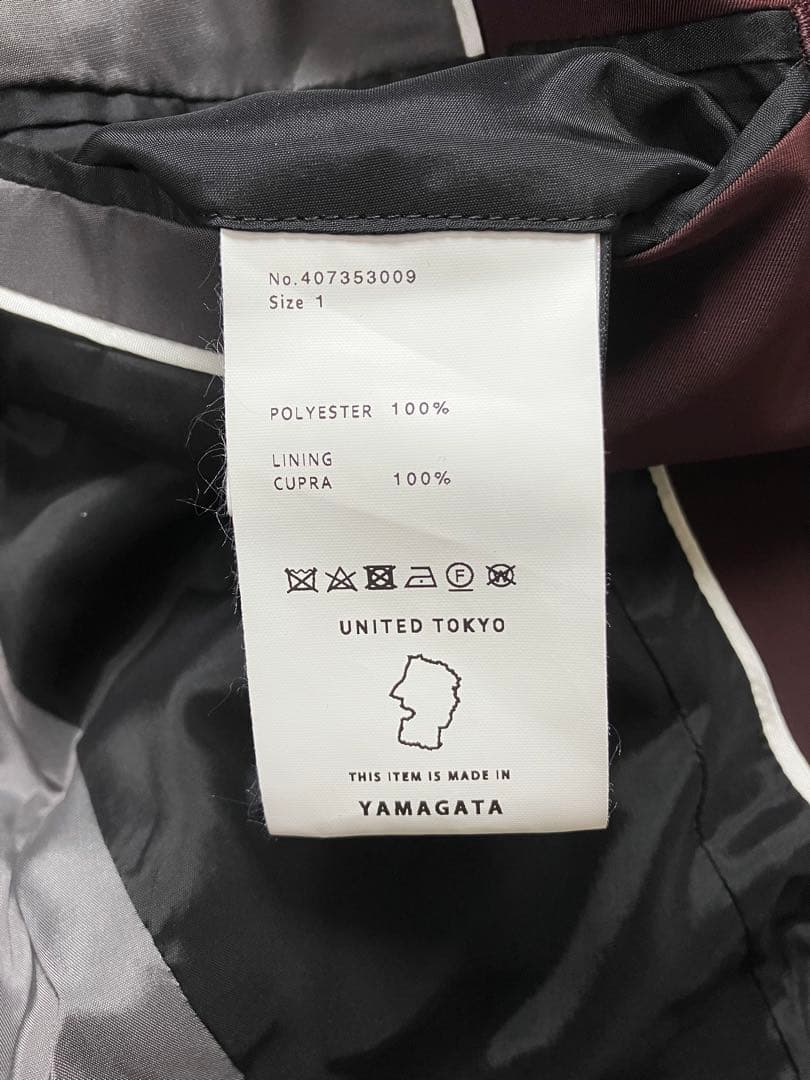 No.407353009
Size 1
POLYESTER 100%
LINING
CUPRA 100%
F W
UNITED TOKYO
THIS ITEM IS MADE IN
YAMAGATA